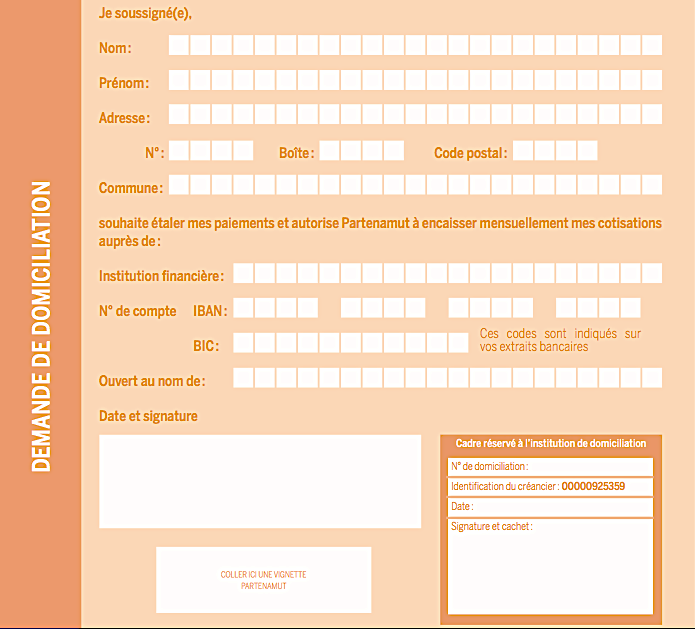 DEMANDE DE DOMICILIATION
Je soussigné(e),
Nom :
Prénom :
Adresse :
N° : Boîte : Code postal :
Commune :
souhaite étaler mes paiements et autorise Partenamut à encaisser mensuellement mes cotisations
auprès de :
Institution financière :
N° de compte IBAN :
BIC :
Ces codes sont indiqués sur
vos extraits bancaires
Ouvert au nom de :
Date et signature
COLLER ICI UNE VIGNETTE
PARTENAMUT
Cadre réservé à l'institution de domiciliation
N° de domiciliation :
Identification du créancier : 00000925359
Date :
Signature et cachet :